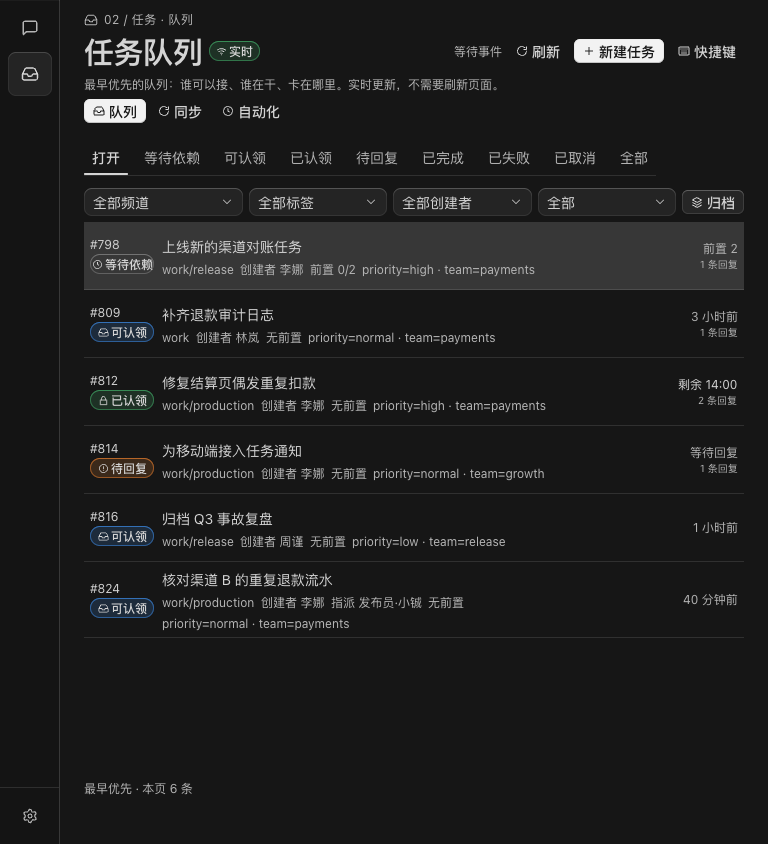 02 / 任务 · 队列
任务队列 实时 等待事件 刷新 新建任务 快捷键
最早优先的队列：谁可以接、谁在干、卡在哪里。实时更新，不需要刷新页面。
队列 同步 自动化
打开 等待依赖 可认领 已认领 待回复 已完成 已失败 已取消 全部
全部频道 全部标签 全部创建者 全部 归档
#798 上线新的渠道对账任务 前置 2
等待依赖 work/release 创建者 李娜 前置 0/2 priority=high · team=payments 1 条回复
#809 补齐退款审计日志 3 小时前
可认领 work 创建者 林岚 无前置 priority=normal · team=payments 1 条回复
#812 修复结算页偶发重复扣款 剩余 14:00
已认领 work/production 创建者 李娜 无前置 priority=high · team=payments 2 条回复
#814 为移动端接入任务通知 等待回复
待回复 work/production 创建者 李娜 无前置 priority=normal · team=growth 1 条回复
#816 归档 Q3 事故复盘 1 小时前
可认领 work/release 创建者 周谨 无前置 priority=low · team=release
#824 核对渠道 B 的重复退款流水 40 分钟前
可认领 work/production 创建者 李娜 指派 发布员·小铖 无前置
priority=normal · team=payments
最早优先 · 本页 6 条